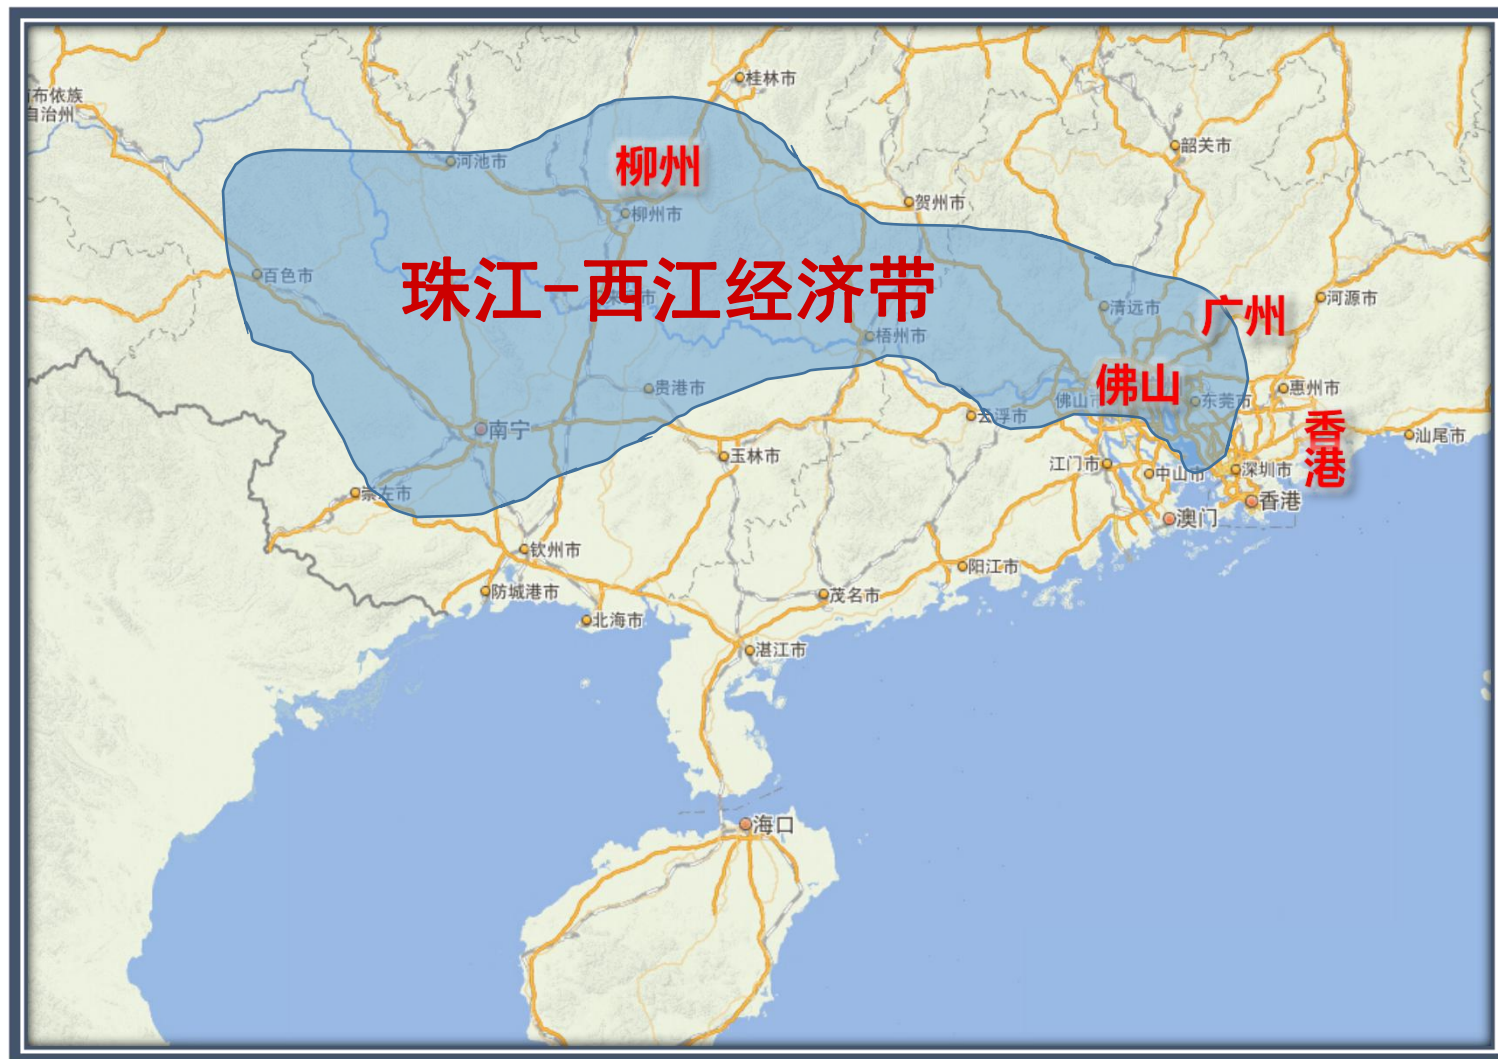 桂林市
布依族
自治州
韶关市
河池市
柳州
贺州市
柳州市
百色市
珠江-西江经济带
广州
河源市
清远市
梧州市
佛山
惠州市
贵港市
佛山市
东莞市
香港
云浮市
南宁
汕尾市
玉林市
江门市
中山市
深圳市
崇左市
香港
澳门
钦州市
阳江市
防城港市
茂名市
北海市
湛江市
海口